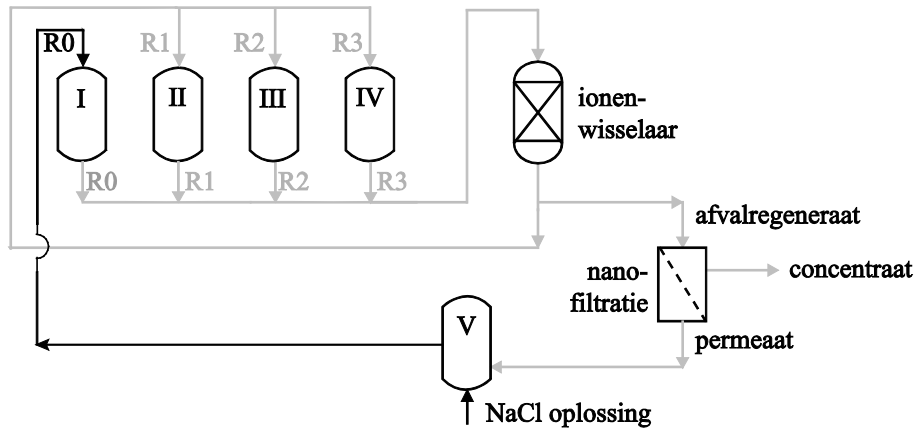 R0 R1 R2 R3
I II III IV
ionen-
wisselaar
R0 R1 R2 R3
afvalregeneraat
nano-
filtratie
concentraat
V
permeaat
NaCl oplossing